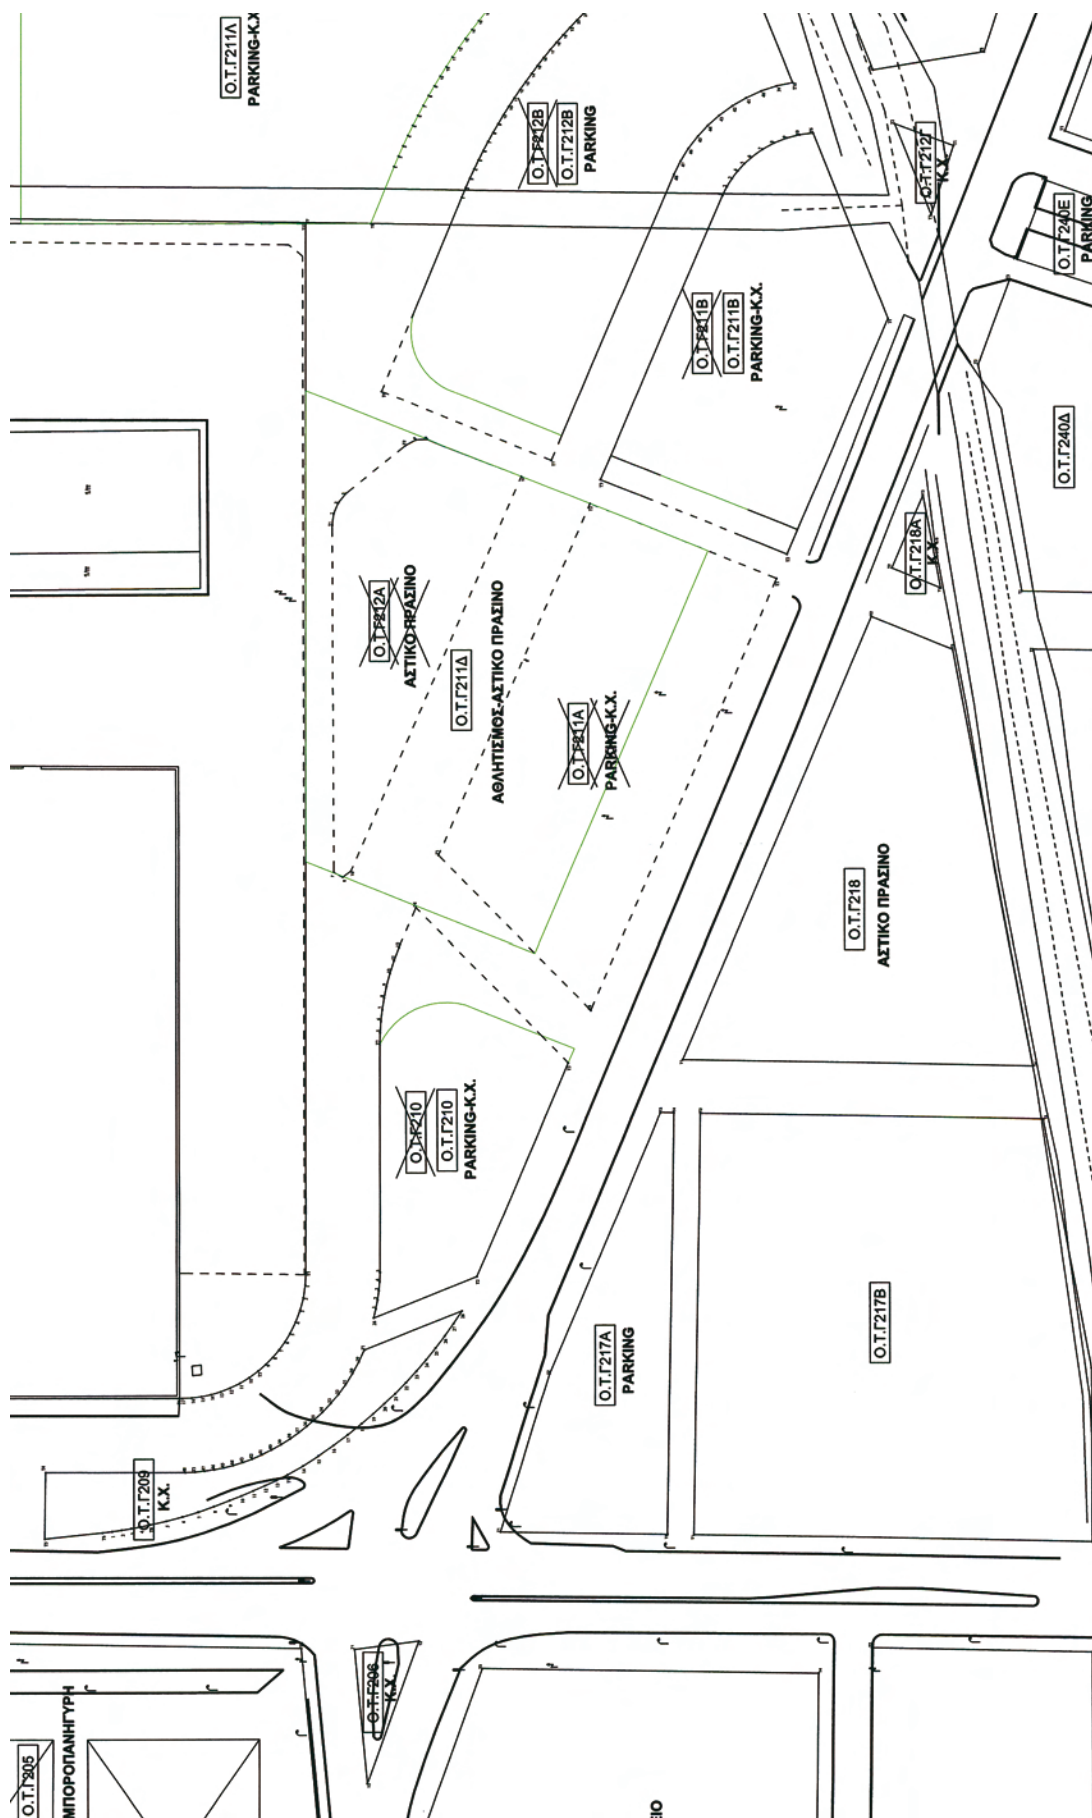 Ο.Τ.Γ211Λ
PARKING-Κ.Χ
Ο.Τ.Γ212Β
Ο.Τ.Γ212Β
PARKING
Ο.Τ.Γ212Γ
Κ.Χ.
Ο.Τ.Γ240Ε
PARKING
Ο.Τ.Γ211Β
Ο.Τ.Γ211Β
PARKING-Κ.Χ.
Ο.Τ.Γ240Δ
Ο.Τ.Γ218Α
Κ.Χ.
Ο.Τ.Γ212Α
ΑΣΤΙΚΟ ΠΡΑΣΙΝΟ
Ο.Τ.Γ211Δ
ΑΘΛΗΤΙΣΜΟΣ-ΑΣΤΙΚΟ ΠΡΑΣΙΝΟ
Ο.Τ.Γ211Α
PARKING-Κ.Χ.
Ο.Τ.Γ218
ΑΣΤΙΚΟ ΠΡΑΣΙΝΟ
Ο.Τ.Γ210
Ο.Τ.Γ210
PARKING-Κ.Χ.
Ο.Τ.Γ217Α
PARKING
Ο.Τ.Γ217Β
Ο.Τ.Γ209
Κ.Χ.
Ο.Τ.Γ206
Κ.Χ.
Ο.Τ.Γ205
ΜΠΟΡΟΠΑΝΗΓΥΡΗ
ΕΙΟ